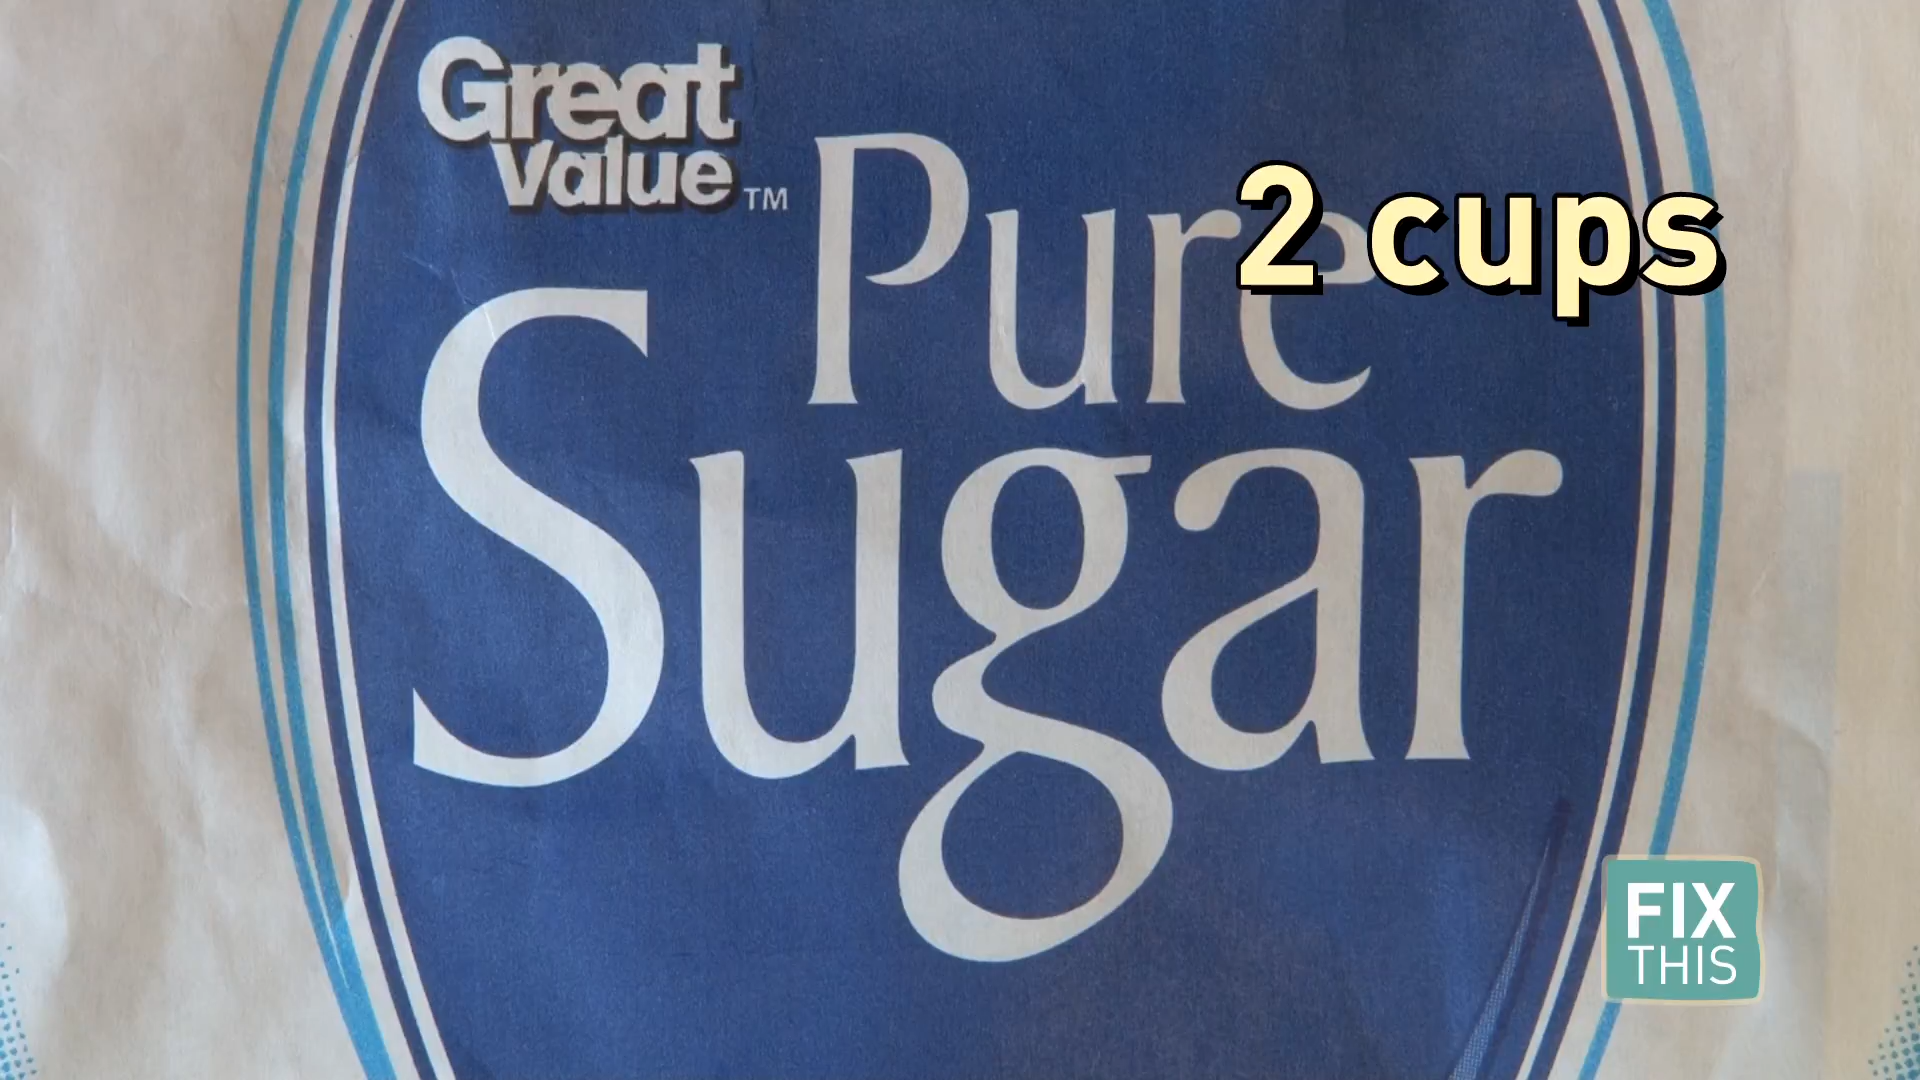 Great
Value™
Pure
2 cups
Sugar
FIX
THIS